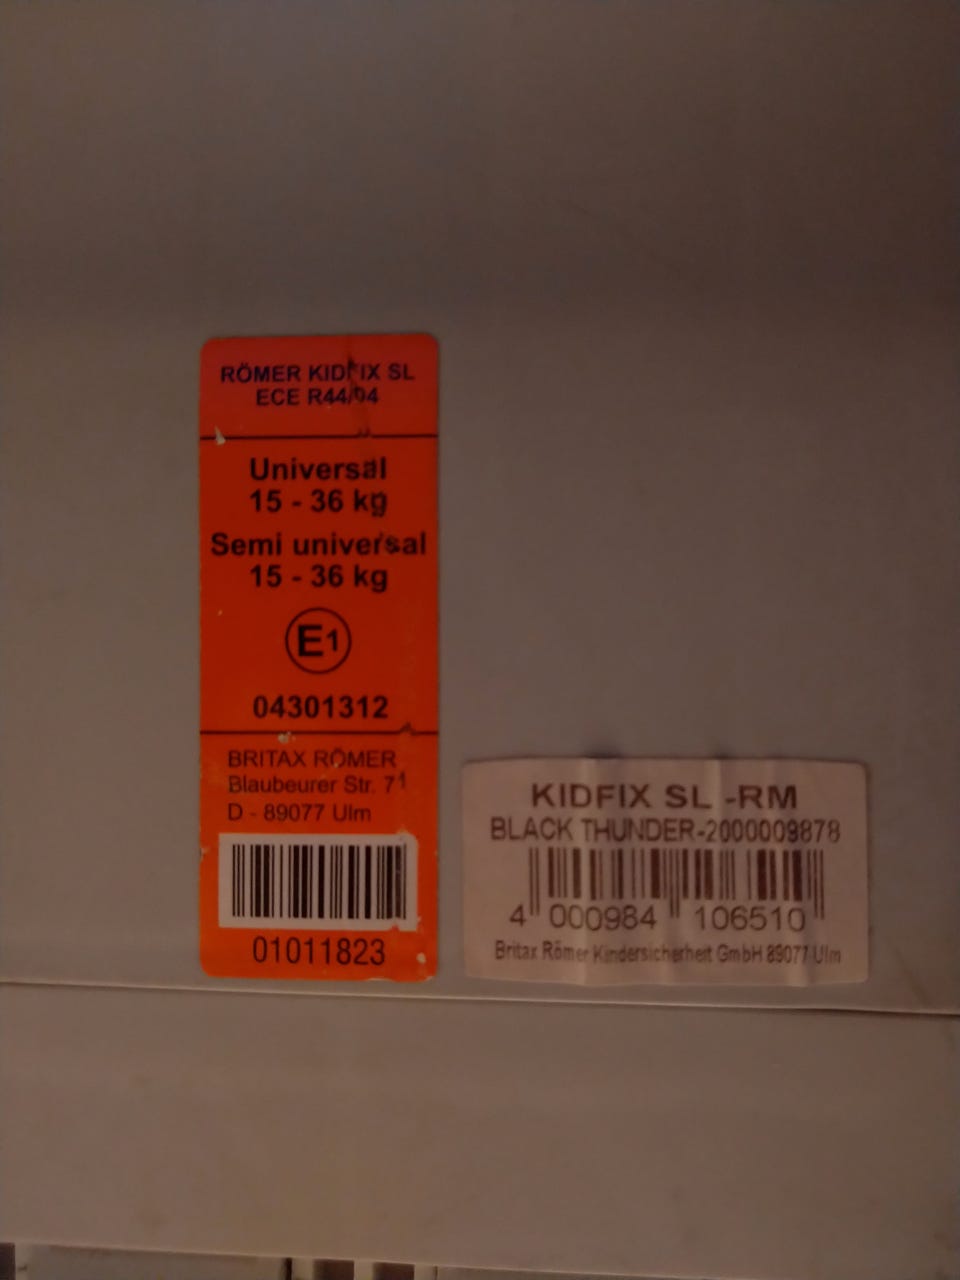 RÖMER KIDFIX SL
ECE R44/04
Universal
15 - 36 kg
Semi universal
15 - 36 kg
E1
04301312
BRITAX RÖMER
Blaubeurer Str. 71
D - 89077 Ulm
01011823
KIDFIX SL -RM
BLACK THUNDER-2000009878
4 000984 106510
Britax Römer Kindersicherheit GmbH 89077 Ulm